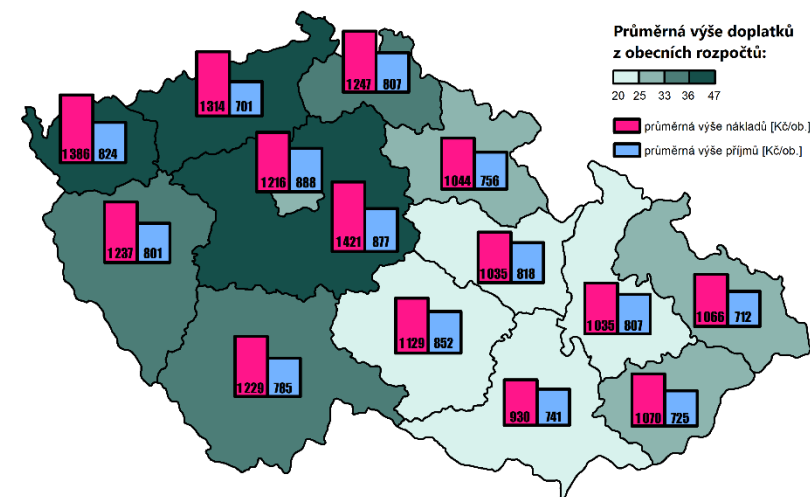 Průměrná výše doplatků
z obecních rozpočtů:
20 25 33 36 47
průměrná výše nákladů [Kč/ob.]
průměrná výše příjmů [Kč/ob.]
1247 807
1314 701
1386 824
1216 888
1044 756
1421 877
1237 801
1035 818
1066 712
1035 807
1129 852
1229 785
930 741
1070 725